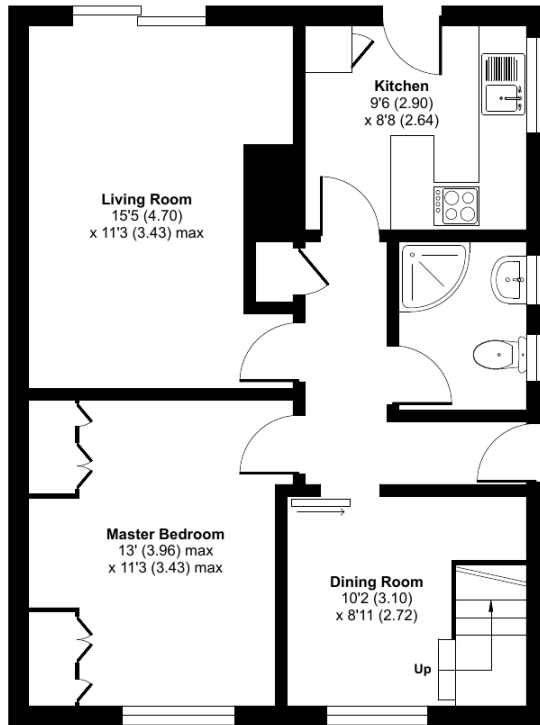 Kitchen
9'6 (2.90)
x 8'8 (2.64)
Living Room
15'5 (4.70)
x 11'3 (3.43) max
Master Bedroom
13' (3.96) max
x 11'3 (3.43) max
Dining Room
10'2 (3.10)
x 8'11 (2.72)
Up